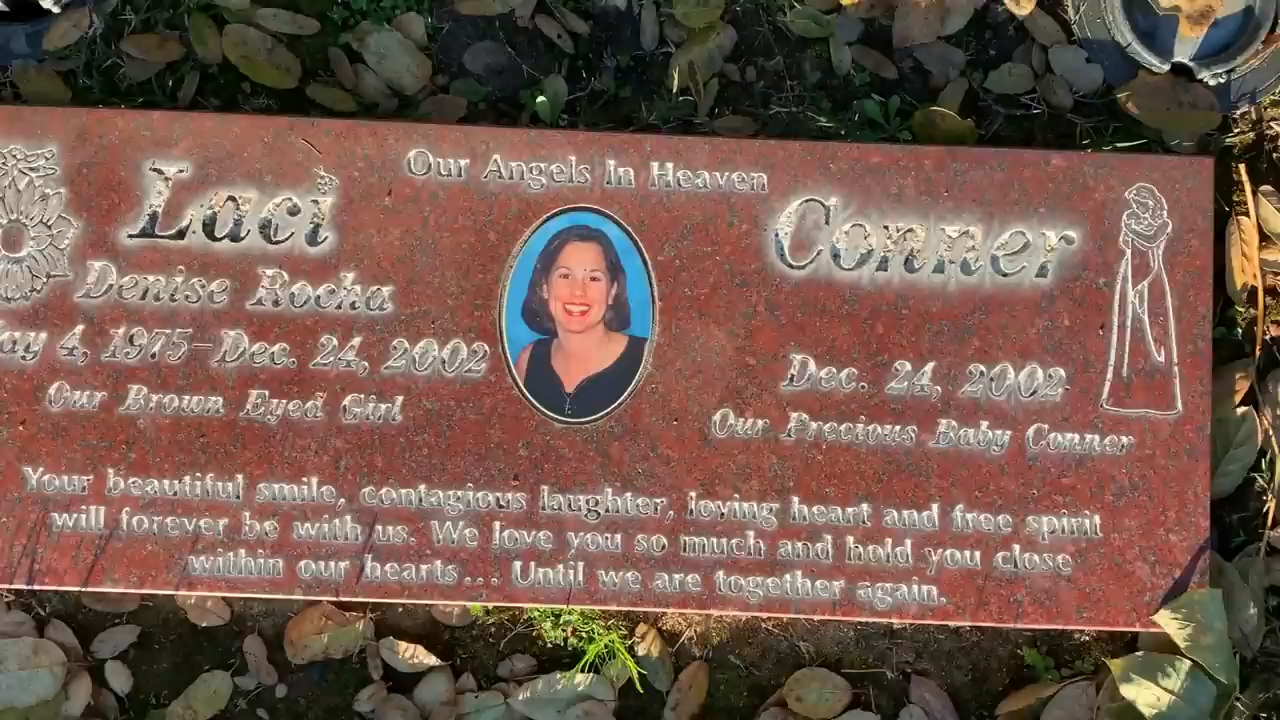 Our Angels In Heaven
Laci
Denise Rocha
May 4, 1975-Dec. 24, 2002
Our Brown Eyed Girl
Conner
Dec. 24, 2002
Our Precious Baby Conner
Your beautiful smile, contagious laughter, loving heart and free spirit
will forever be with us. We love you so much and hold you close
within our hearts... Until we are together again.